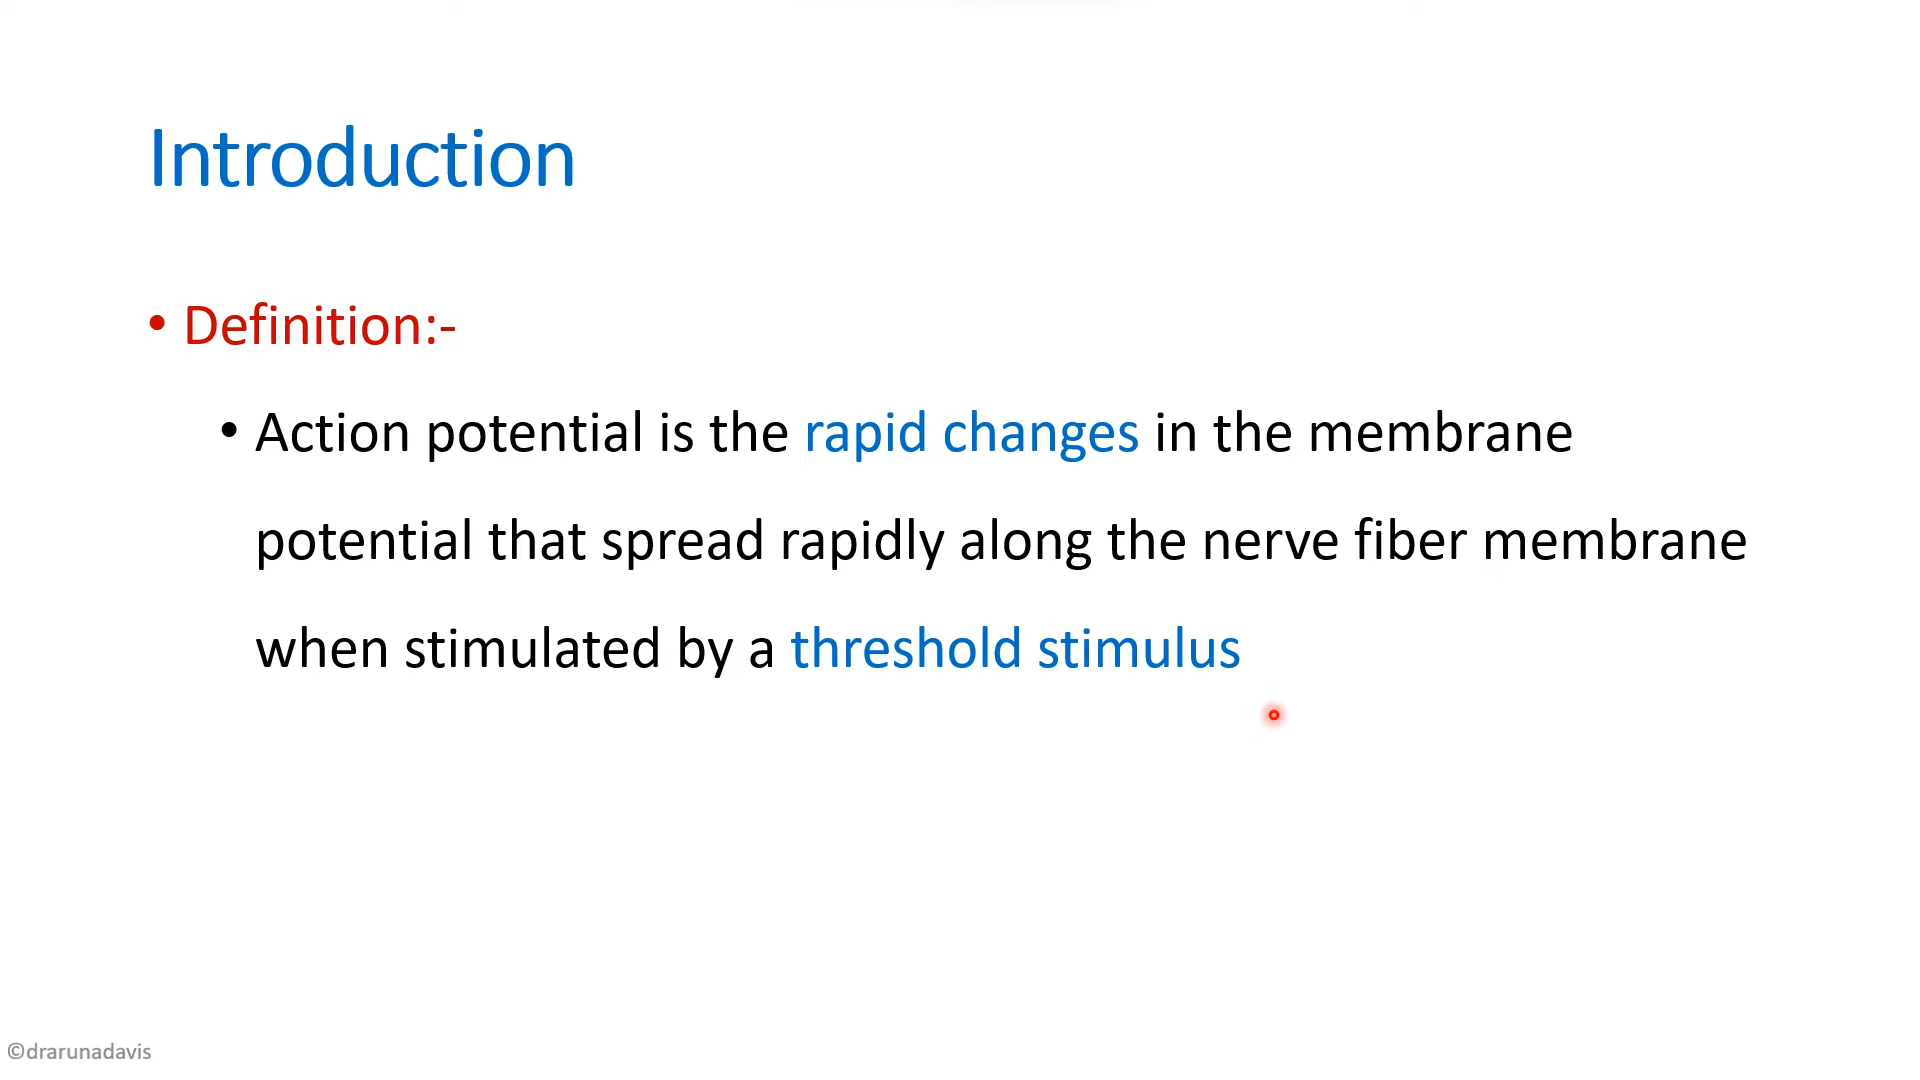 Introduction
• Definition:-
• Action potential is the rapid changes in the membrane
potential that spread rapidly along the nerve fiber membrane
when stimulated by a threshold stimulus
©drarunadavis